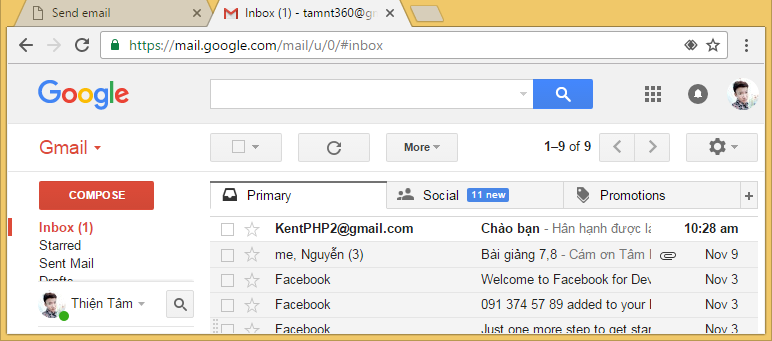 Send email
Inbox (1) - tamnt360@g
https://mail.google.com/mail/u/0/#inbox
Google
Gmail
More
1–9 of 9
COMPOSE
Primary
Social 11 new
Promotions
+
Inbox (1)
Starred
Sent Mail
Drafts
Thiện Tâm
KentPHP2@gmail.com Chào bạn - Hân hạnh được là 10:28 am
me, Nguyễn (3) Bài giảng 7,8 - Cám ơn Tâm Nov 9
Facebook Welcome to Facebook for Dev Nov 3
Facebook 091 374 57 89 added to your Nov 3
Facebook Just one more step to get star Nov 3